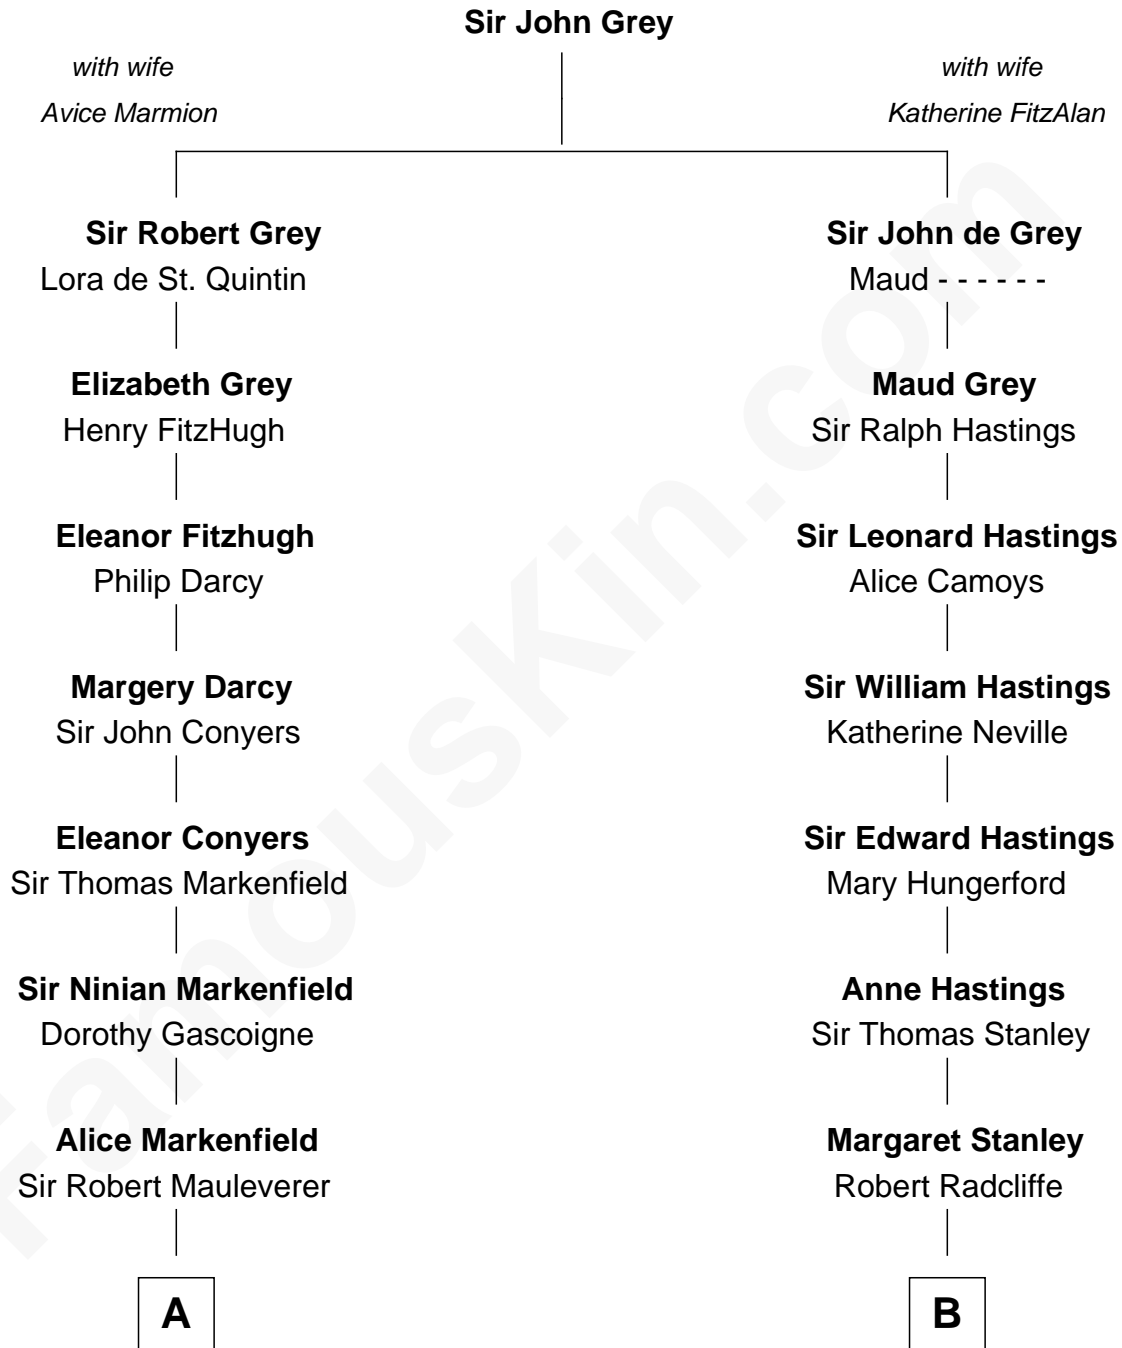 Sir John Grey
with wife
Avice Marmion
with wife
Katherine FitzAlan
Sir Robert Grey
Lora de St. Quintin
Sir John de Grey
Maud - - - - - -
Elizabeth Grey
Henry FitzHugh
Maud Grey
Sir Ralph Hastings
Eleanor Fitzhugh
Philip Darcy
Sir Leonard Hastings
Alice Camoys
Margery Darcy
Sir John Conyers
Sir William Hastings
Katherine Neville
Eleanor Conyers
Sir Thomas Markenfield
Sir Edward Hastings
Mary Hungerford
Sir Ninian Markenfield
Dorothy Gascoigne
Anne Hastings
Sir Thomas Stanley
Alice Markenfield
Sir Robert Mauleverer
Margaret Stanley
Robert Radcliffe
A
B
FamousKin.com